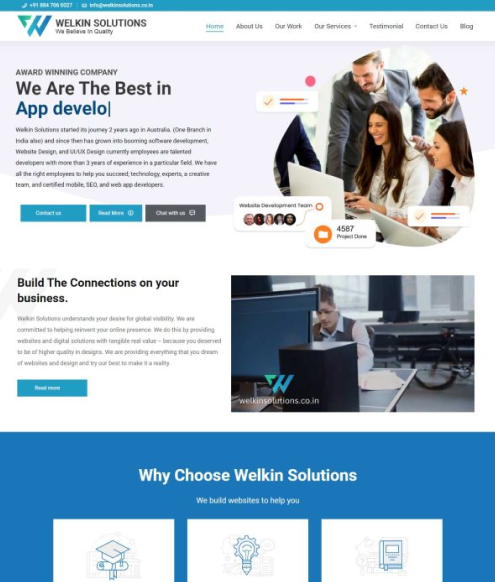 +91 884 706 0027
info@welkinsolutions.co.in
WELKIN SOLUTIONS
We Believe In Quality
Home
About Us
Our Work
Our Services
Testimonial
Contact Us
Blog
AWARD WINNING COMPANY
We Are The Best in
App develo|
Welkin Solutions started its journey 2 years ago in Australia. (One Branch in
India also) and since then has grown into booming software development,
Website Design, and UI/UX Design currently employees are talented
developers with more than 3 years of experience in a particular field. We have
all the right employees to help you succeed; technology, experts, a creative
team, and certified mobile, SEO, and web app developers.
Contact us
Read More
Chat with us
Website Development Team
4587
Project Done
Build The Connections on your
business.
Welkin Solutions understands your desire for global visibility. We are
committed to helping reinvent your online presence. We do this by providing
websites and digital solutions with tangible real value – because you deserved
to be of higher quality in designs. We are providing everything that you dream
of websites and design and try our best to make it a reality.
Read more
welkinsolutions.co.in
Why Choose Welkin Solutions
We build websites to help you